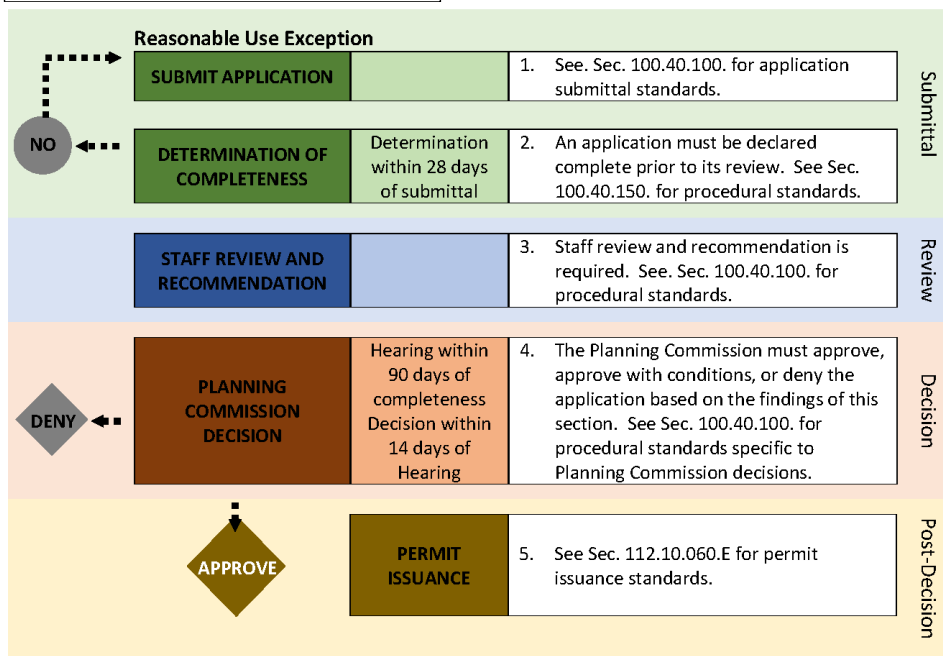 Reasonable Use Exception
SUBMIT APPLICATION
1. See. Sec. 100.40.100. for application
submittal standards.
Submittal
NO
DETERMINATION OF
COMPLETENESS
Determination
within 28 days
of submittal
2. An application must be declared
complete prior to its review. See Sec.
100.40.150. for procedural standards.
STAFF REVIEW AND
RECOMMENDATION
3. Staff review and recommendation is
required. See. Sec. 100.40.100. for
procedural standards.
Review
DENY
PLANNING
COMMISSION
DECISION
Hearing within
90 days of
completeness
Decision within
14 days of
Hearing
4. The Planning Commission must approve,
approve with conditions, or deny the
application based on the findings of this
section. See Sec. 100.40.100. for
procedural standards specific to
Planning Commission decisions.
Decision
APPROVE
PERMIT
ISSUANCE
5. See Sec. 112.10.060.E for permit
issuance standards.
Post-Decision